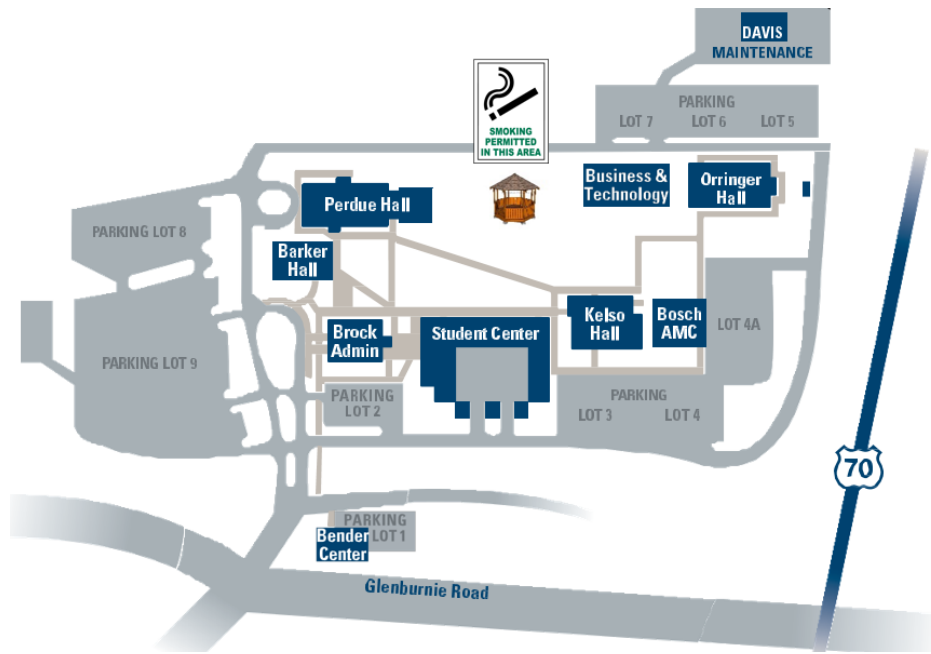 DAVIS
MAINTENANCE
PARKING
LOT 7
LOT 6
LOT 5
SMOKING
PERMITTED
IN THIS AREA
Business &
Technology
Orringer
Hall
Perdue Hall
PARKING LOT 8
Barker
Hall
Brock
Admin
Student Center
Kelso
Hall
Bosch
AMC
LOT 4A
PARKING LOT 9
PARKING
LOT 2
PARKING
LOT 3
LOT 4
70
PARKING
LOT 1
Bender
Center
Glenburnie Road